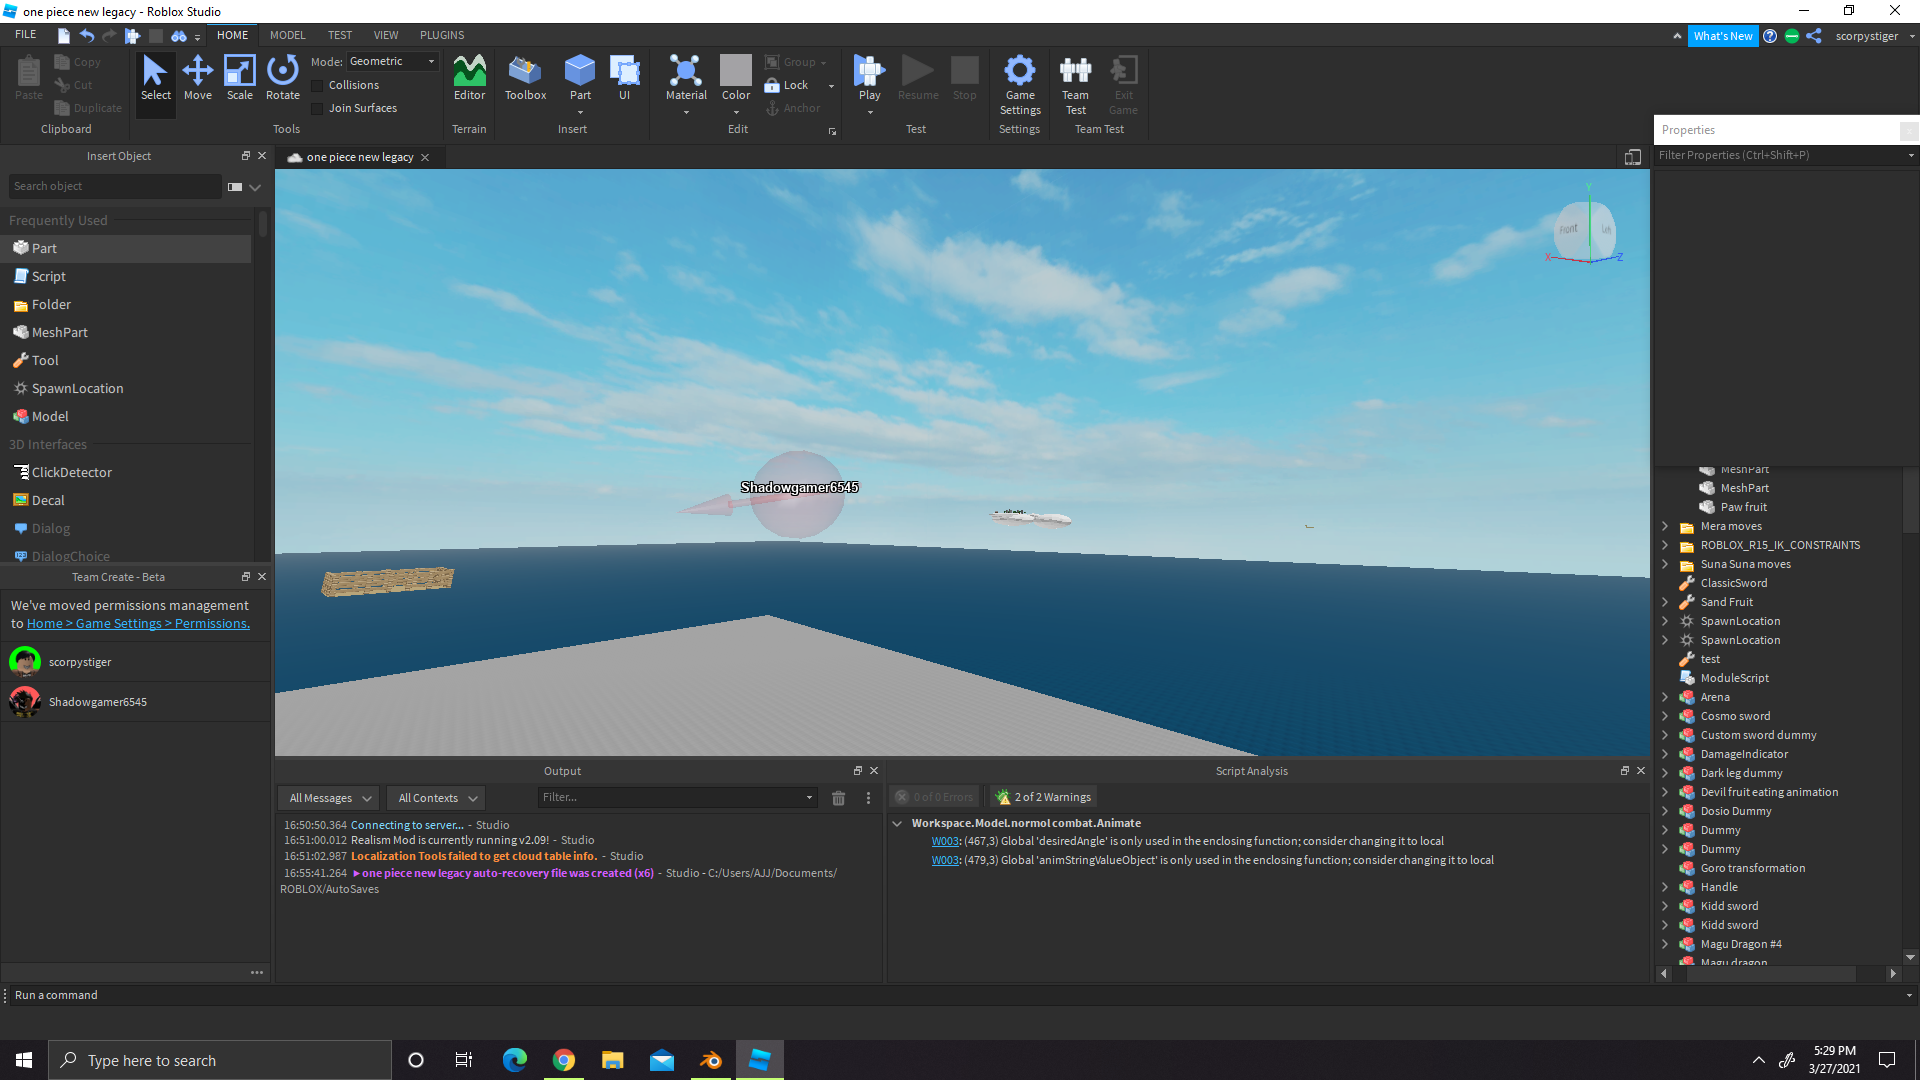 one piece new legacy - Roblox Studio
FILE
HOME
MODEL
TEST
VIEW
PLUGINS
What's New
scorpystiger
Paste
Copy
Cut
Duplicate
Clipboard
Select
Move
Scale
Rotate
Mode: Geometric
Collisions
Join Surfaces
Tools
Editor
Terrain
Toolbox
Part
UI
Insert
Material
Color
Group
Lock
Anchor
Edit
Play
Resume
Stop
Test
Game Settings
Settings
Team Test
Exit Game
Team Test
Insert Object
Search object
Frequently Used
Part
Script
Folder
MeshPart
Tool
SpawnLocation
Model
3D Interfaces
ClickDetector
Decal
Dialog
DialogChoice
Team Create - Beta
We've moved permissions management
to Home > Game Settings > Permissions.
scorpystiger
Shadowgamer6545
one piece new legacy
Shadowgamer6545
Y
Front
Left
X
Z
Output
All Messages
All Contexts
Filter...
16:50:50.364 Connecting to server... - Studio
16:51:00.012 Realism Mod is currently running v2.09! - Studio
16:51:02.987 Localization Tools failed to get cloud table info. - Studio
16:55:41.264 ▸ one piece new legacy auto-recovery file was created (x6) - Studio - C:/Users/AJJ/Documents/
ROBLOX/AutoSaves
Script Analysis
0 of 0 Errors
2 of 2 Warnings
Workspace.Model.normol combat.Animate
W003: (467,3) Global 'desiredAngle' is only used in the enclosing function; consider changing it to local
W003: (479,3) Global 'animStringValueObject' is only used in the enclosing function; consider changing it to local
Properties
Filter Properties (Ctrl+Shift+P)
MeshPart
MeshPart
Paw fruit
Mera moves
ROBLOX_R15_IK_CONSTRAINTS
Suna Suna moves
ClassicSword
Sand Fruit
SpawnLocation
SpawnLocation
test
ModuleScript
Arena
Cosmo sword
Custom sword dummy
DamageIndicator
Dark leg dummy
Devil fruit eating animation
Dosio Dummy
Dummy
Dummy
Goro transformation
Handle
Kidd sword
Kidd sword
Magu Dragon #4
Magu dragon
Run a command
Type here to search
5:29 PM
3/27/2021